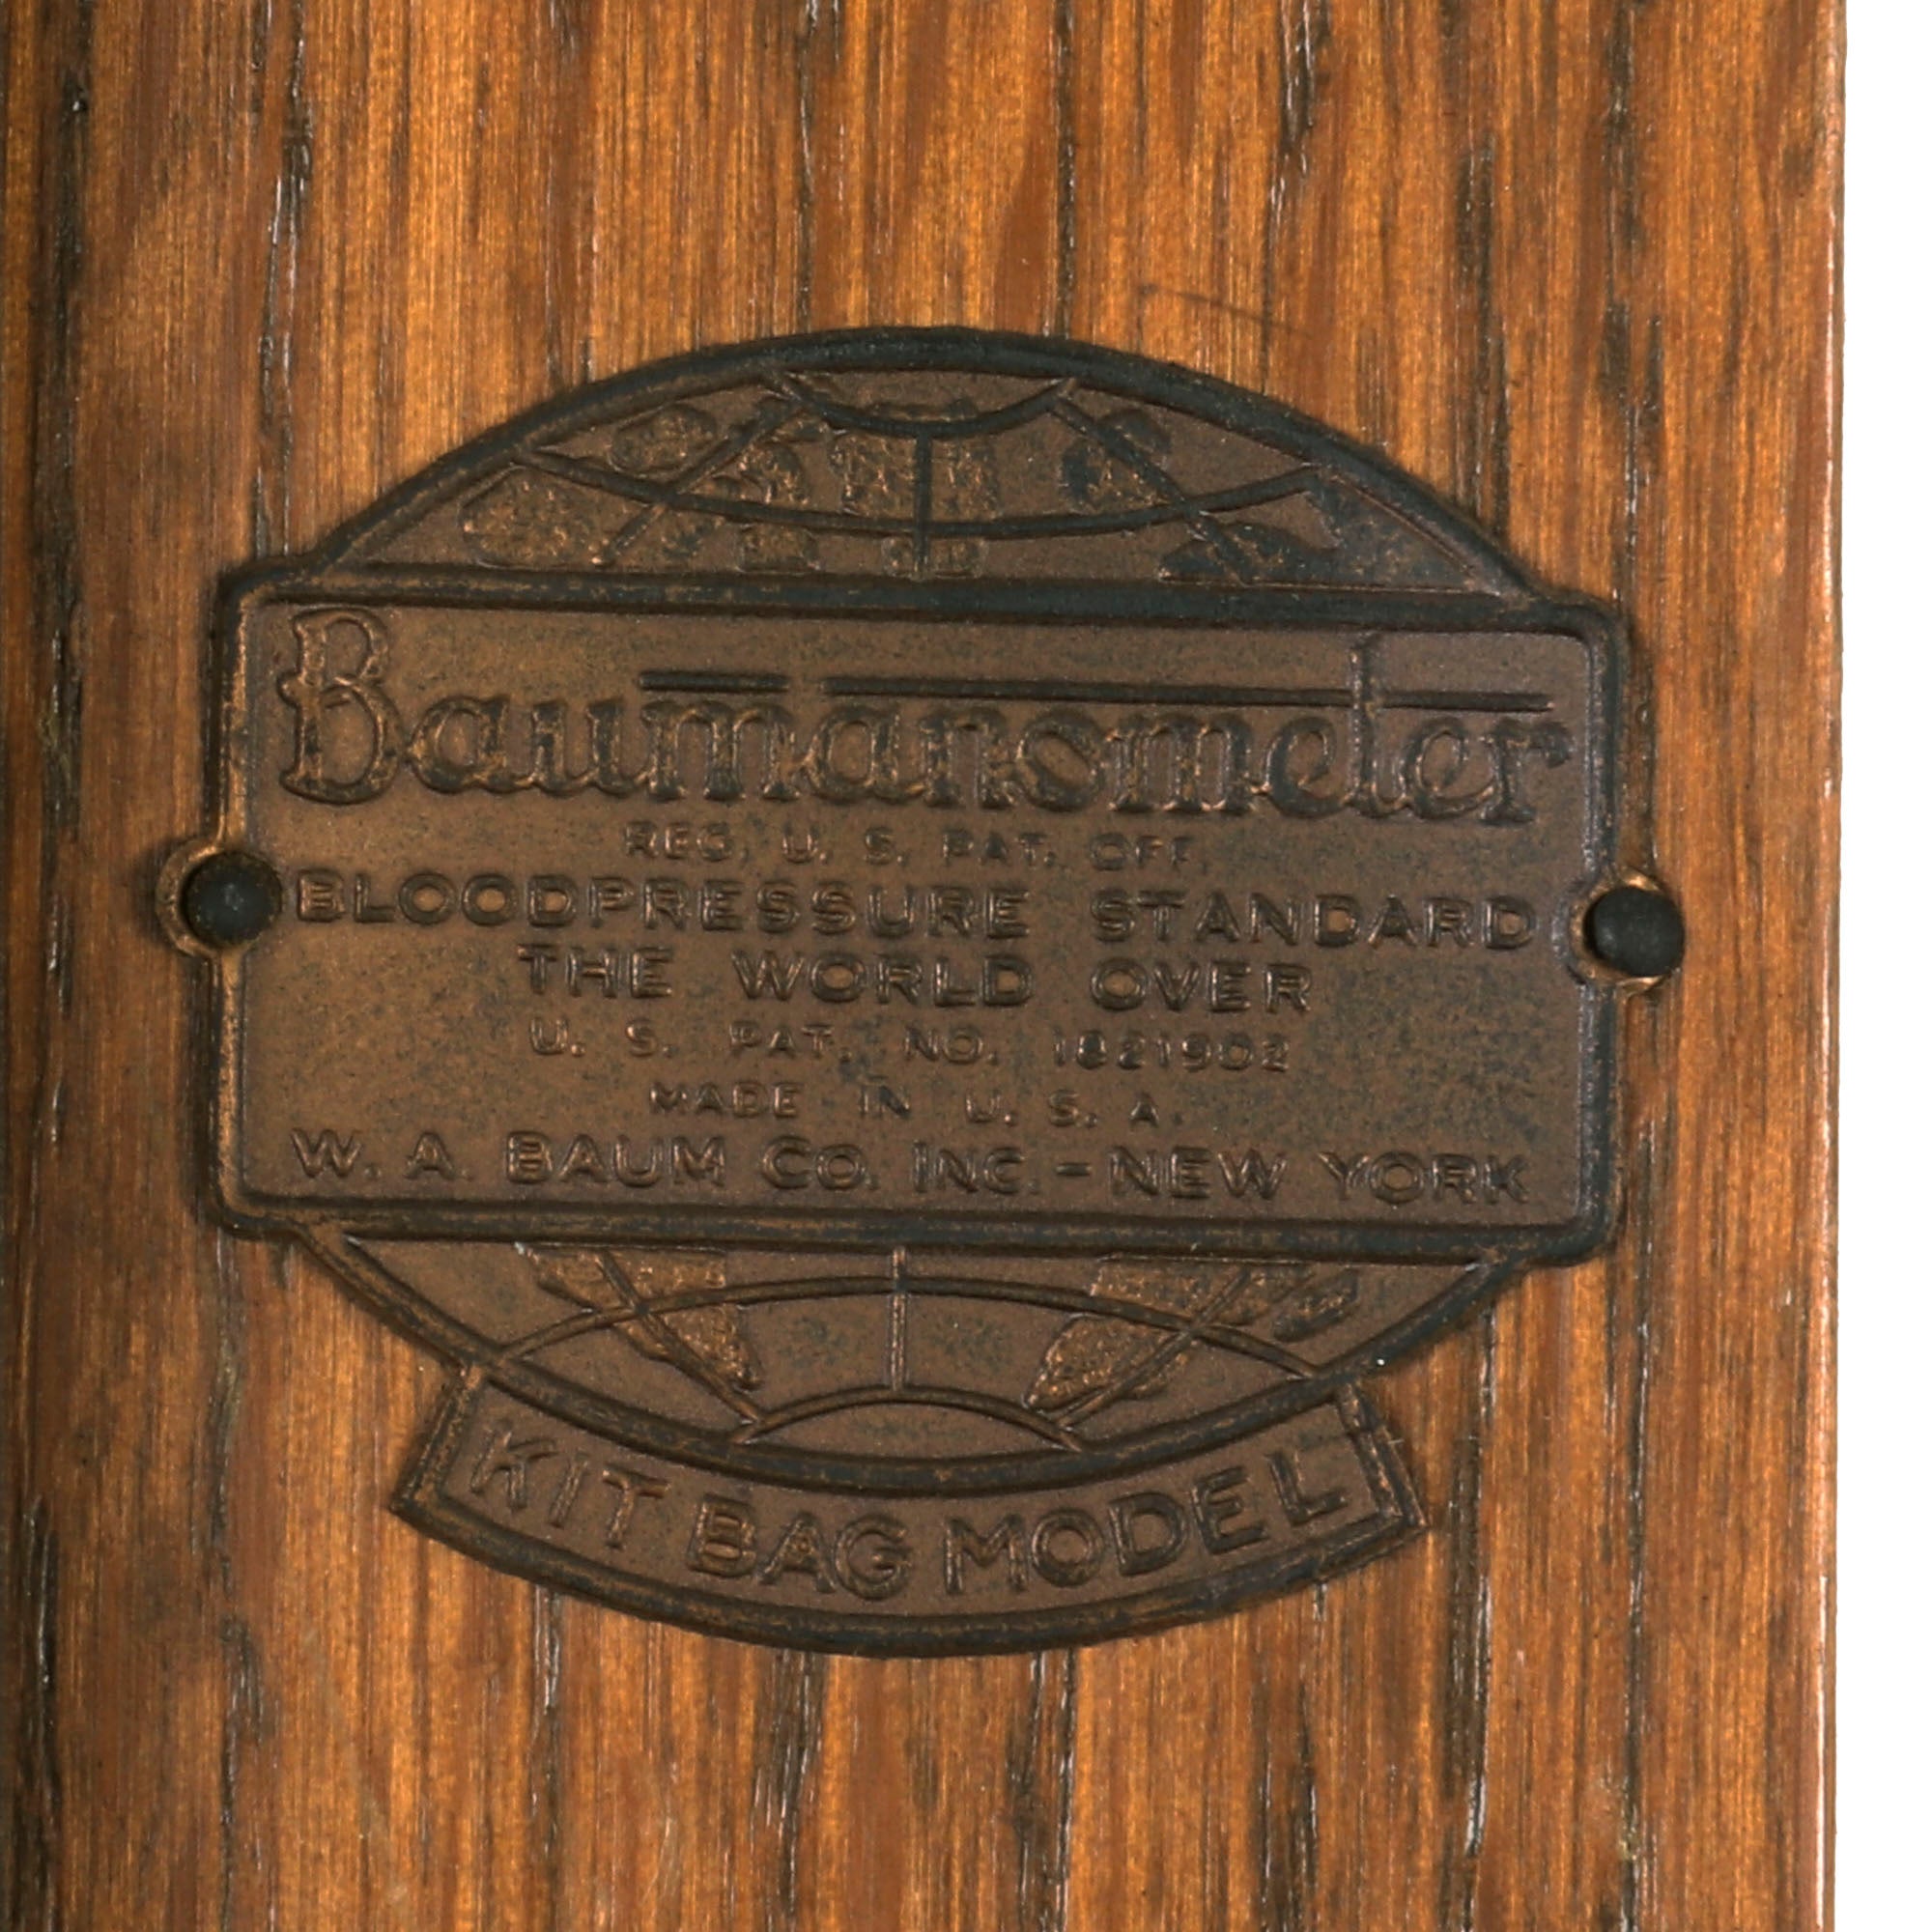 Baumanometer
REG. U. S. PAT. OFF.
BLOODPRESSURE STANDARD
THE WORLD OVER
U. S. PAT. NO. 1821902
MADE IN U. S. A.
W. A. BAUM CO. INC. - NEW YORK
KIT BAG MODEL